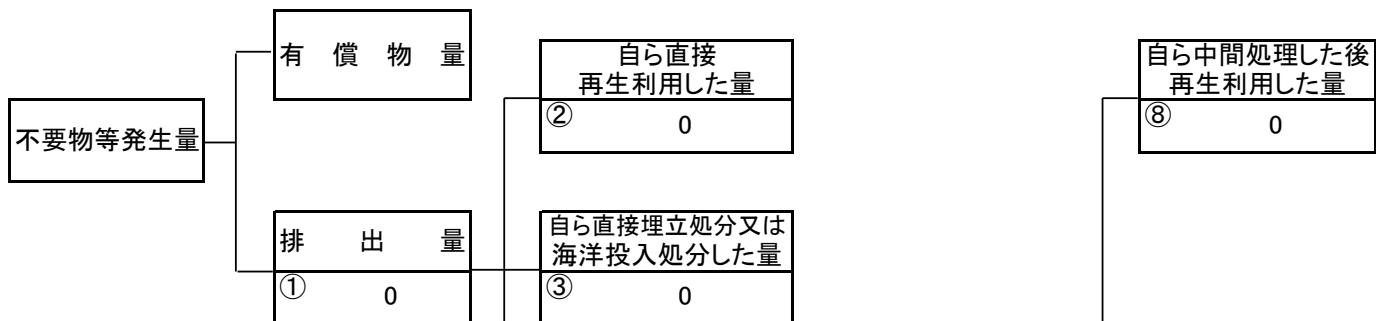 有償物量
自ら直接
再生利用した量
② 0
自ら中間処理した後
再生利用した量
⑧ 0
不要物等発生量
排出量
① 0
自ら直接埋立処分又は
海洋投入処分した量
③ 0